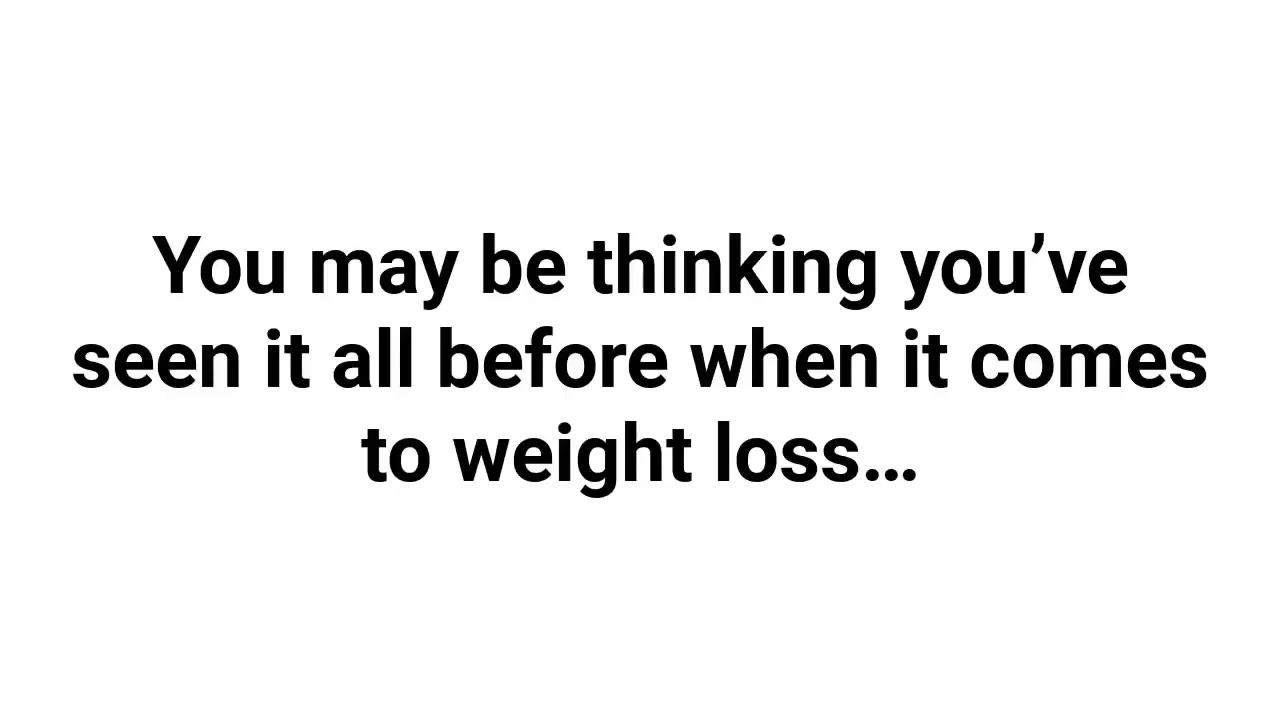 You may be thinking you’ve
seen it all before when it comes
to weight loss…